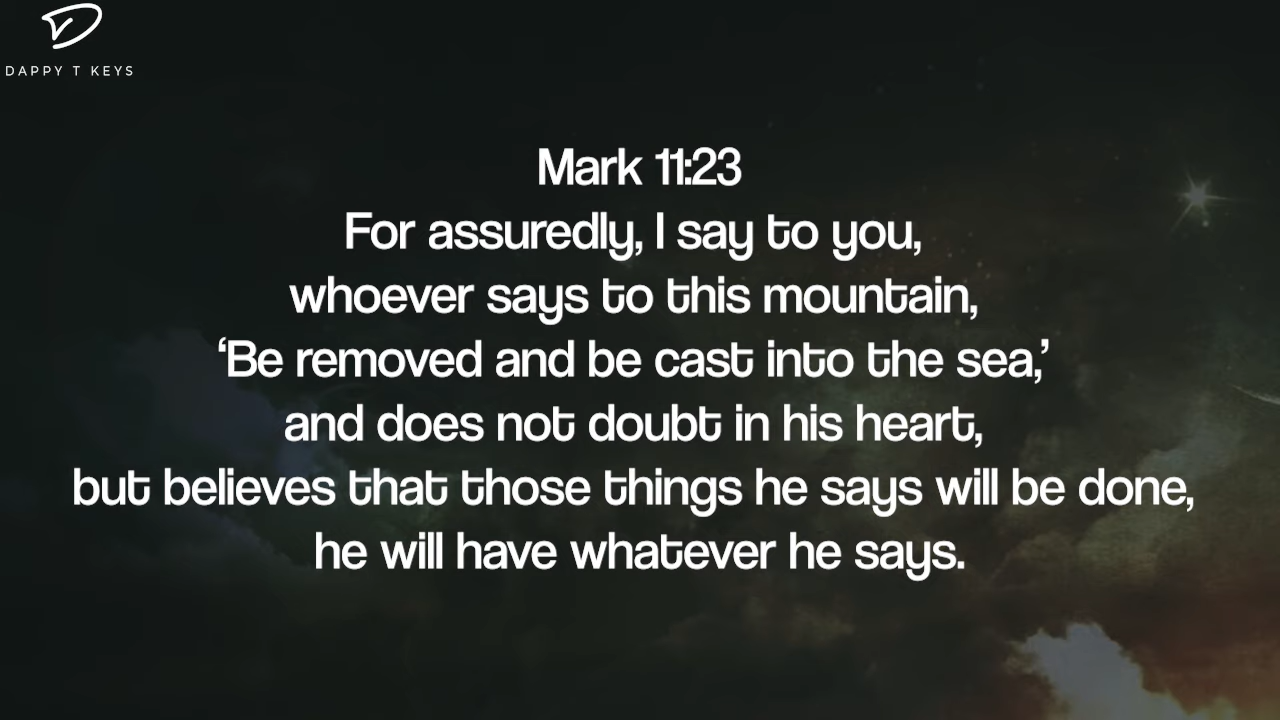 DAPPY T KEYS
Mark 11:23
For assuredly, I say to you,
whoever says to this mountain,
‘Be removed and be cast into the sea,’
and does not doubt in his heart,
but believes that those things he says will be done,
he will have whatever he says.